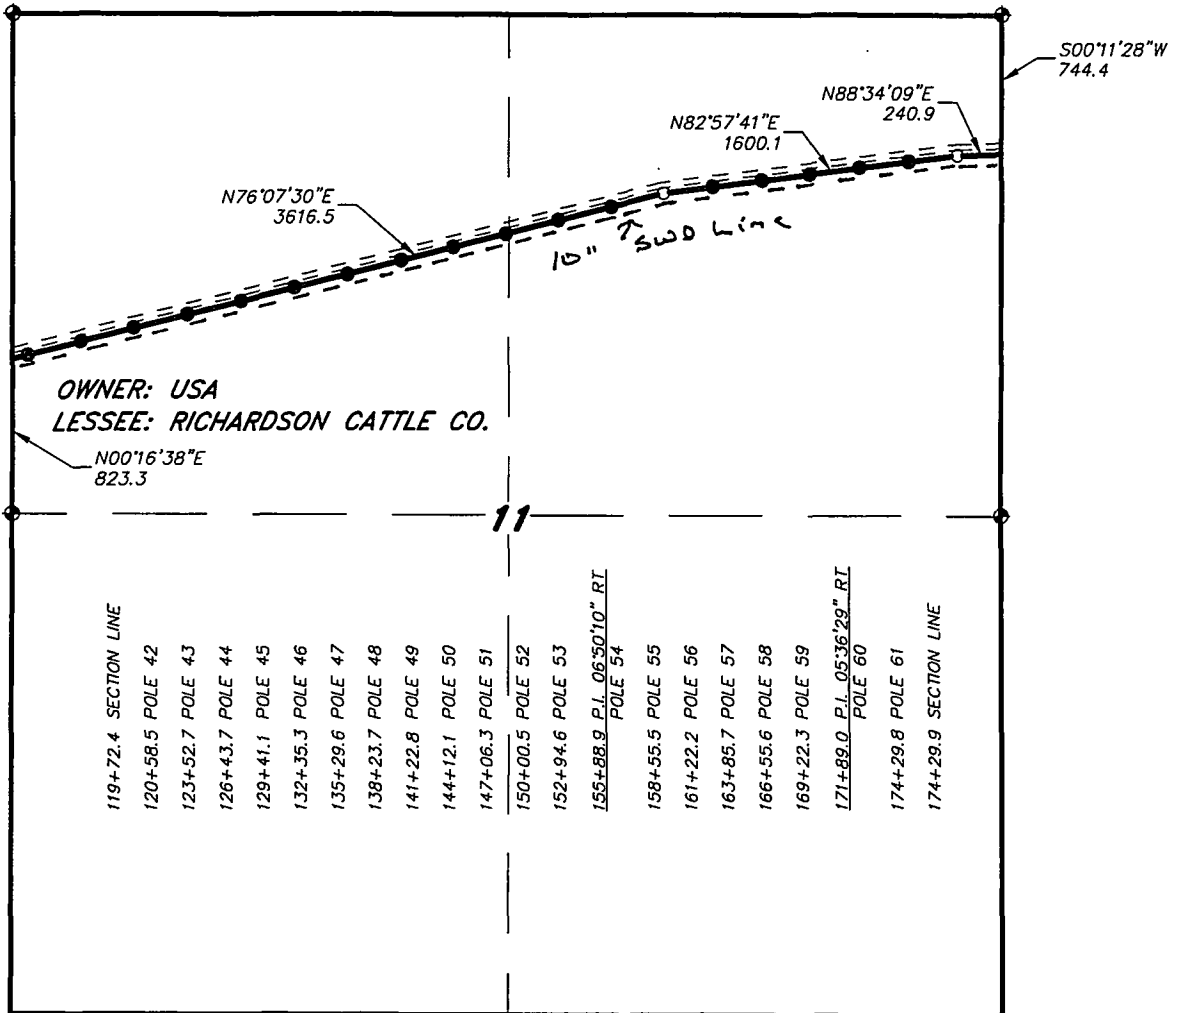 S00°11'28"W
744.4
N88°34'09"E
240.9
N82°57'41"E
1600.1
N76°07'30"E
3616.5
10" SWD Line
OWNER: USA
LESSEE: RICHARDSON CATTLE CO.
N00°16'38"E
823.3
11
119+72.4 SECTION LINE
120+58.5 POLE 42
123+52.7 POLE 43
126+43.7 POLE 44
129+41.1 POLE 45
132+35.3 POLE 46
135+29.6 POLE 47
138+23.7 POLE 48
141+22.8 POLE 49
144+12.1 POLE 50
147+06.3 POLE 51
150+00.5 POLE 52
152+94.6 POLE 53
155+88.9 P.I. 06°50'10" RT
POLE 54
158+55.5 POLE 55
161+22.2 POLE 56
163+85.7 POLE 57
166+55.6 POLE 58
169+22.3 POLE 59
171+89.0 P.I. 05°36'29" RT
POLE 60
174+29.8 POLE 61
174+29.9 SECTION LINE